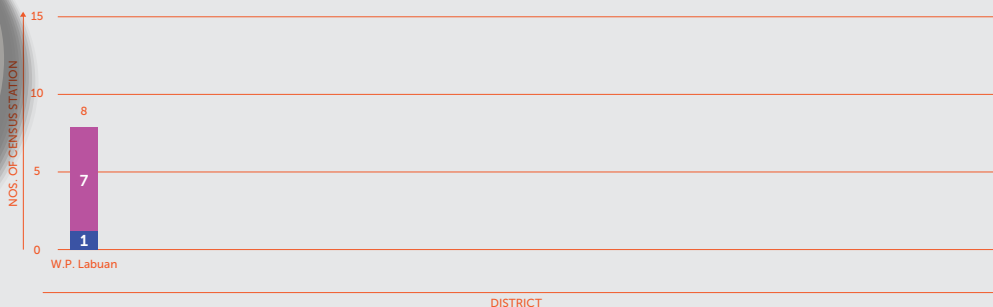 15
10
5
0
NOS. OF CENSUS STATION
8
7
1
W.P. Labuan
DISTRICT